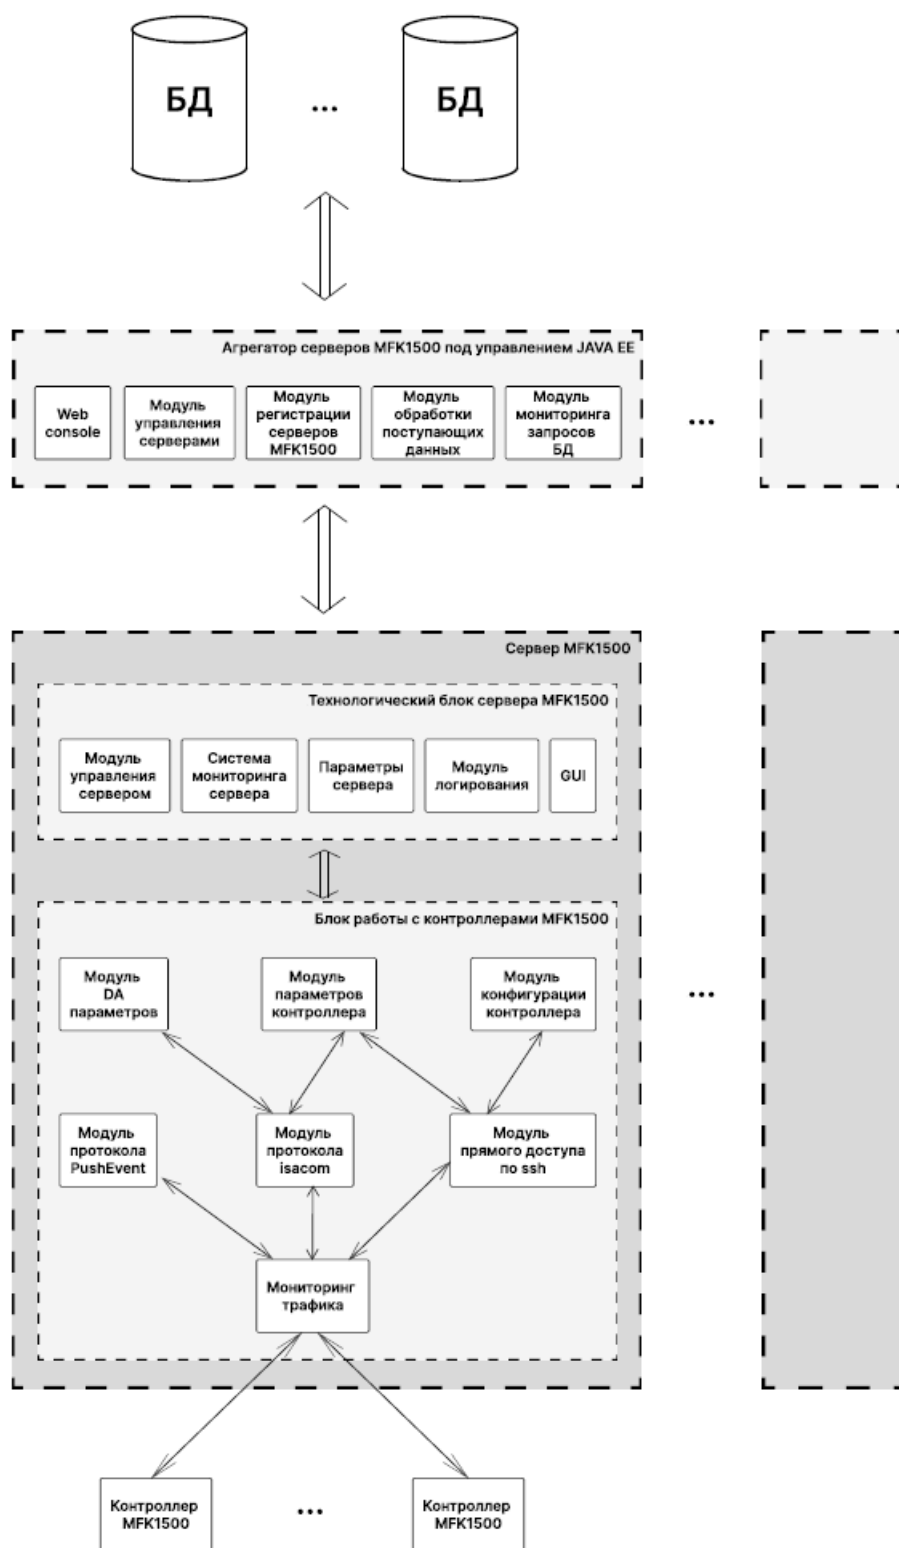 БД
...
БД
Агрегатор серверов MFK1500 под управлением JAVA EE
Web
console
Модуль
управления
серверами
Модуль
регистрации
серверов
MFK1500
Модуль
обработки
поступающих
данных
Модуль
мониторинга
запросов
БД
...
Сервер MFK1500
Технологический блок сервера MFK1500
Модуль
управления
сервером
Система
мониторинга
сервера
Параметры
сервера
Модуль
логирования
GUI
Блок работы с контроллерами MFK1500
Модуль
DA
параметров
Модуль
параметров
контроллера
Модуль
конфигурации
контроллера
...
Модуль
протокола
PushEvent
Модуль
протокола
isacom
Модуль
прямого доступа
по ssh
Мониторинг
трафика
Контроллер
MFK1500
...
Контроллер
MFK1500